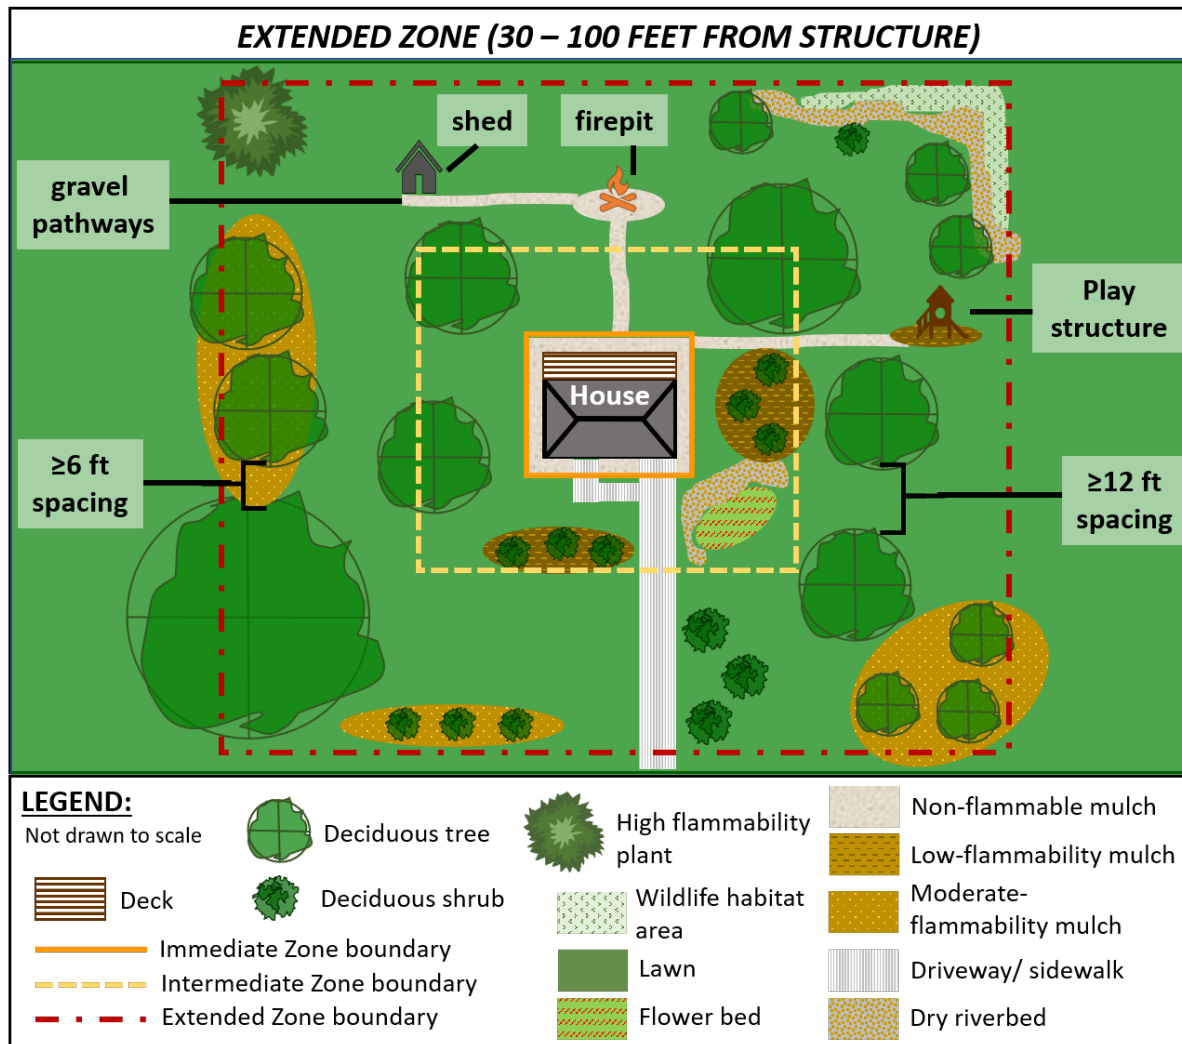 EXTENDED ZONE (30 – 100 FEET FROM STRUCTURE)
shed
firepit
gravel
pathways
Play
structure
House
≥6 ft
spacing
≥12 ft
spacing
LEGEND:
Not drawn to scale
Deck
Immediate Zone boundary
Intermediate Zone boundary
Extended Zone boundary
Deciduous tree
Deciduous shrub
High flammability
plant
Wildlife habitat
area
Lawn
Flower bed
Non-flammable mulch
Low-flammability mulch
Moderate-
flammability mulch
Driveway/ sidewalk
Dry riverbed